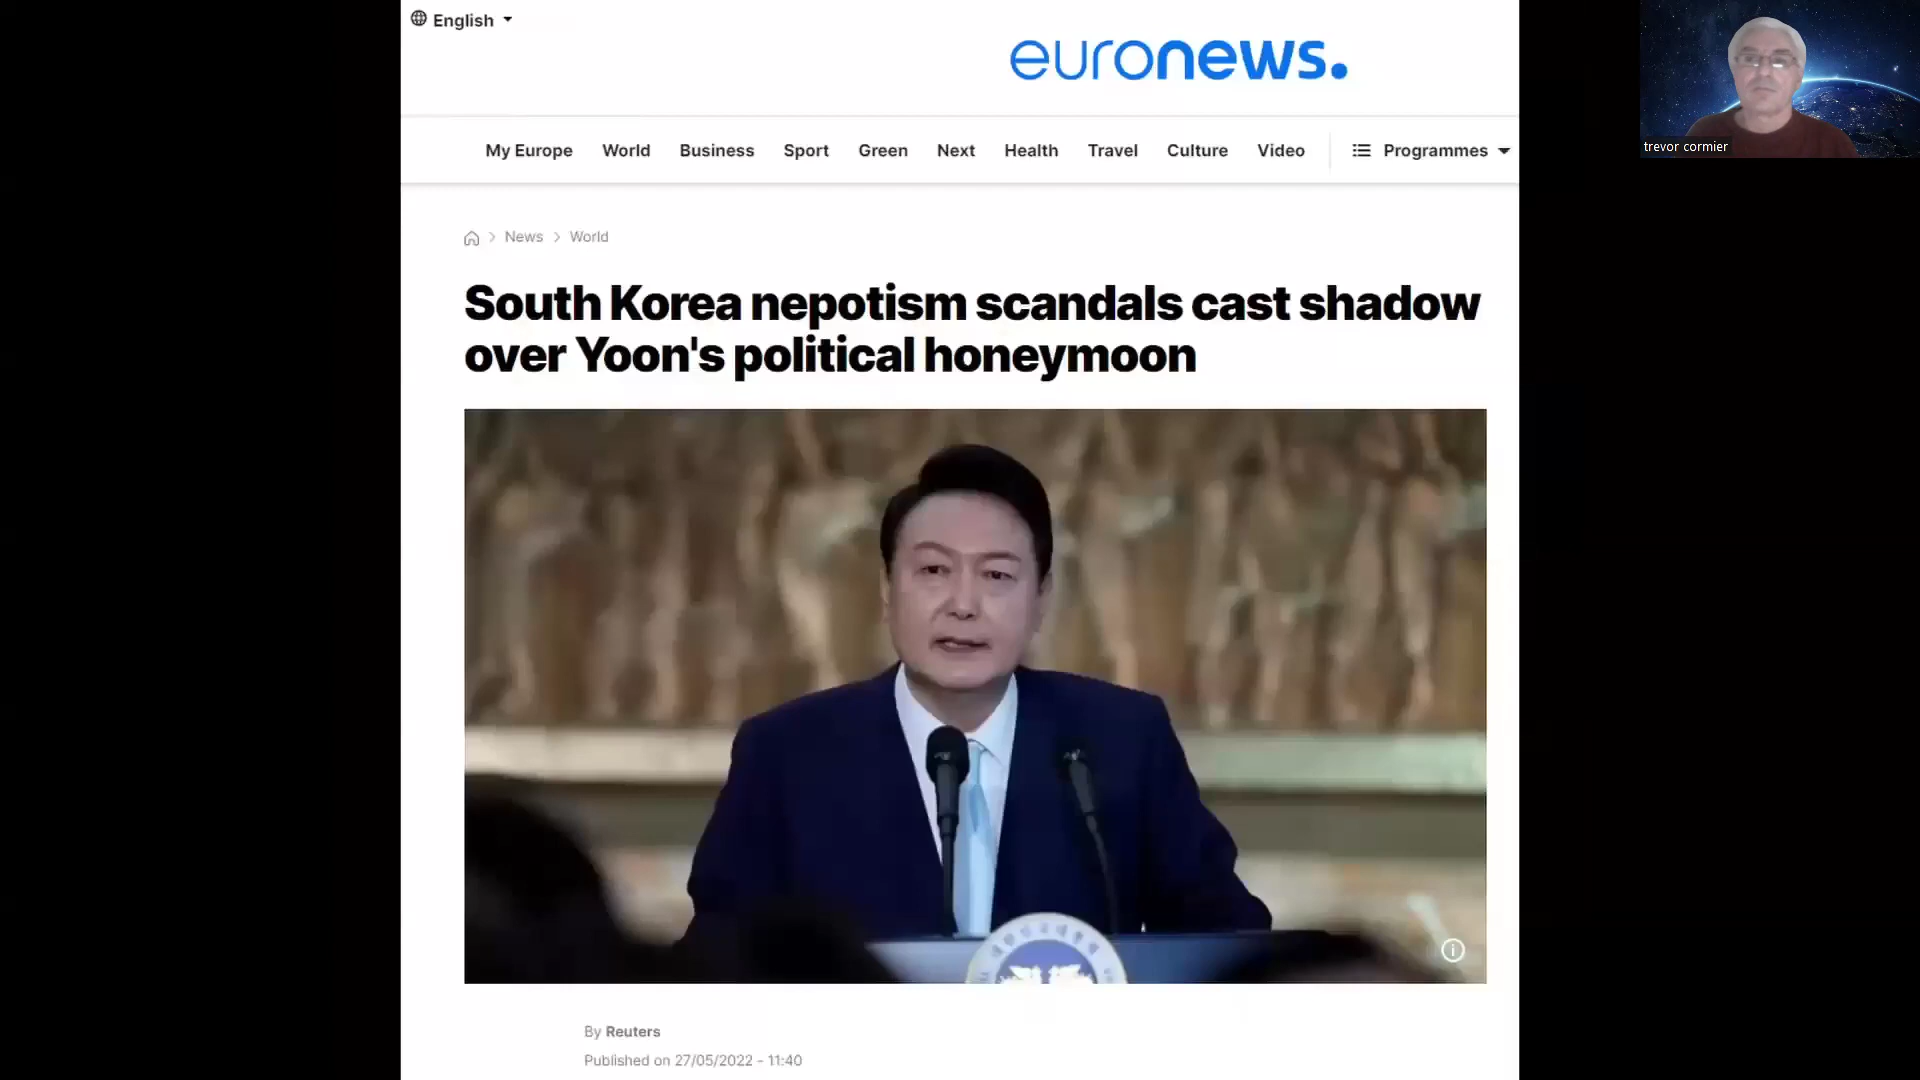 English
euronews.
My Europe World Business Sport Green Next Health Travel Culture Video Programmes
trevor cormier
News World
South Korea nepotism scandals cast shadow
over Yoon's political honeymoon
By Reuters
Published on 27/05/2022 - 11:40